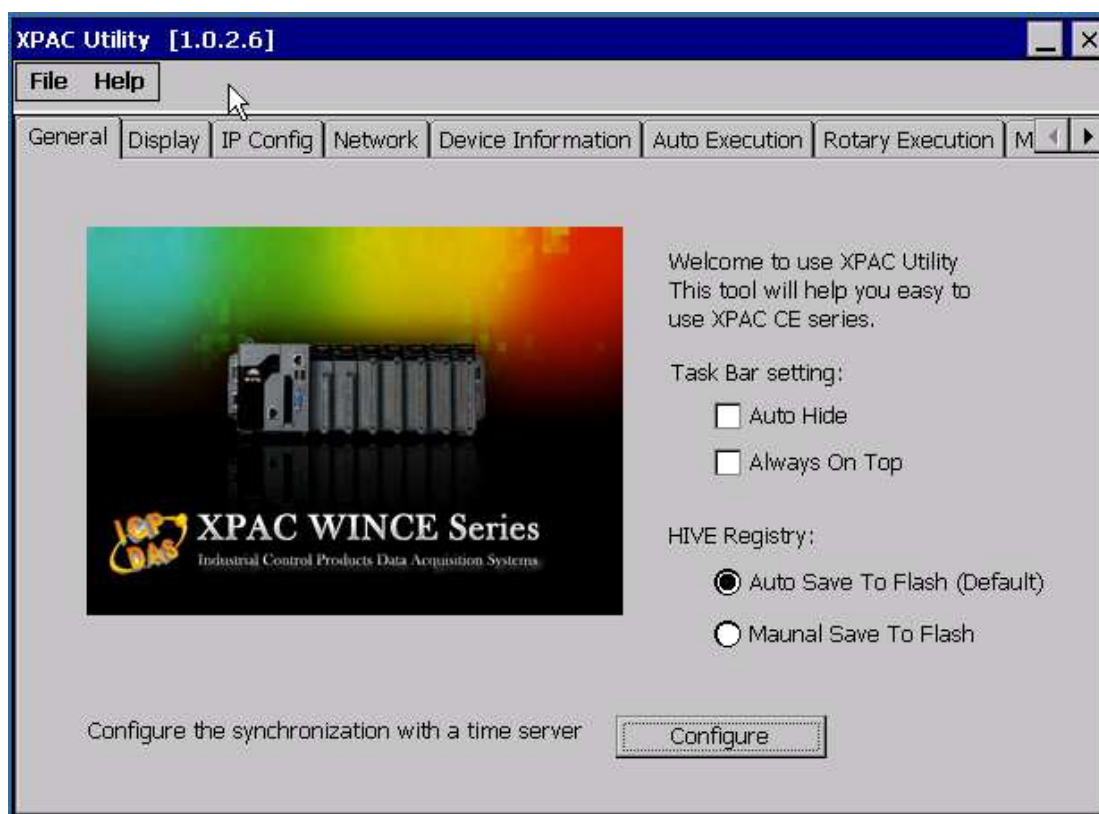 XPAC Utility [1.0.2.6]
File Help
General Display IP Config Network Device Information Auto Execution Rotary Execution M
Welcome to use XPAC Utility
This tool will help you easy to
use XPAC CE series.
Task Bar setting:
Auto Hide
Always On Top
ICP
DAS
XPAC WINCE Series
Industrial Control Products Data Acquisition Systems
HIVE Registry:
Auto Save To Flash (Default)
Maunal Save To Flash
Configure the synchronization with a time server
Configure